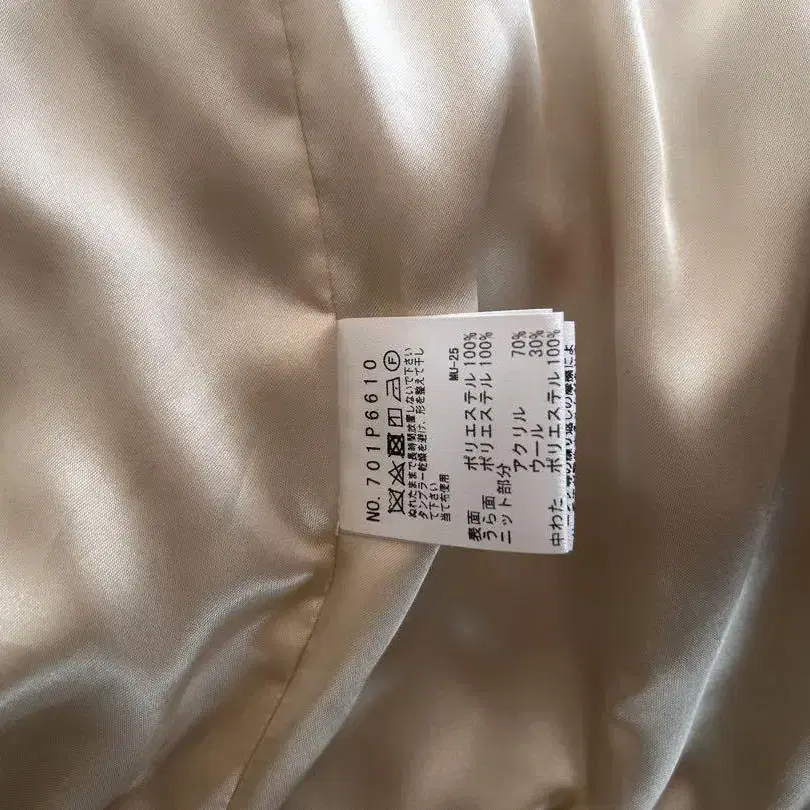 NO. 701P6610
Ⓕ
ぬれたままで長時間放置しないで下さい
タンブラー乾燥を避け、形を整えて干し
て下さい
当て布使用
MU-25
表面 ポリエステル 100%
うら面 ポリエステル 100%
ニット部分
アクリル 70%
ウール 30%
中わた ポリエステル 100%